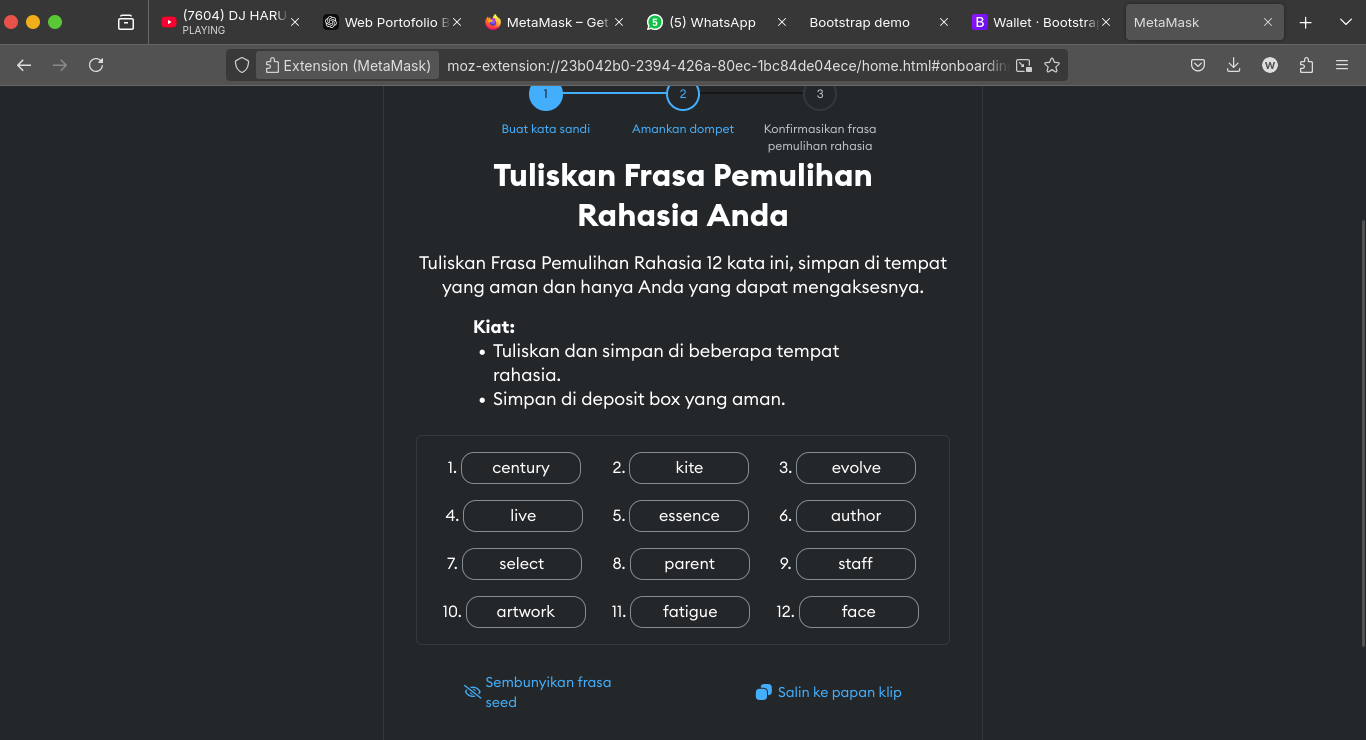 (7604) DJ HARU
PLAYING
Web Portofolio B
MetaMask – Get
(5) WhatsApp
Bootstrap demo
Wallet · Bootstrap
MetaMask
Extension (MetaMask)
moz-extension://23b042b0-2394-426a-80ec-1bc84de04ece/home.html#onboardin
1
2
3
Buat kata sandi
Amankan dompet
Konfirmasikan frasa
pemulihan rahasia
Tuliskan Frasa Pemulihan
Rahasia Anda
Tuliskan Frasa Pemulihan Rahasia 12 kata ini, simpan di tempat
yang aman dan hanya Anda yang dapat mengaksesnya.
Kiat:
• Tuliskan dan simpan di beberapa tempat
rahasia.
• Simpan di deposit box yang aman.
1. century 2. kite 3. evolve
4. live 5. essence 6. author
7. select 8. parent 9. staff
10. artwork 11. fatigue 12. face
Sembunyikan frasa
seed
Salin ke papan klip